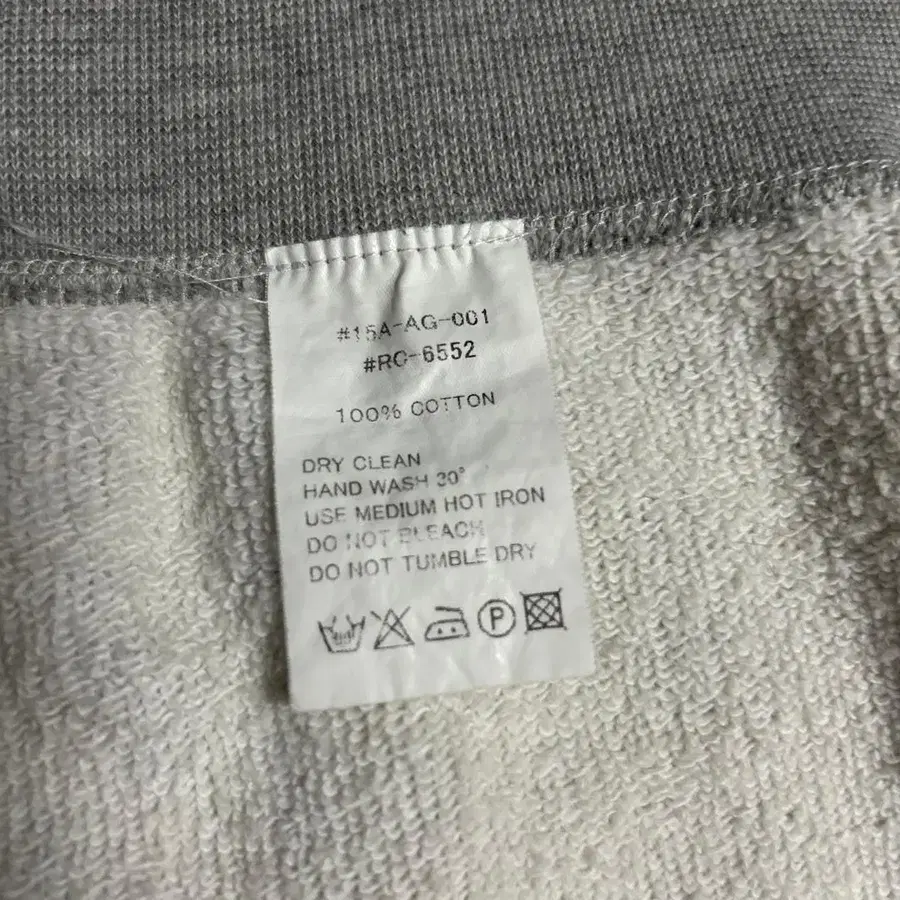 #15A-AG-001
#RC-6552
100% COTTON
DRY CLEAN
HAND WASH 30°
USE MEDIUM HOT IRON
DO NOT BLEACH
DO NOT TUMBLE DRY
P